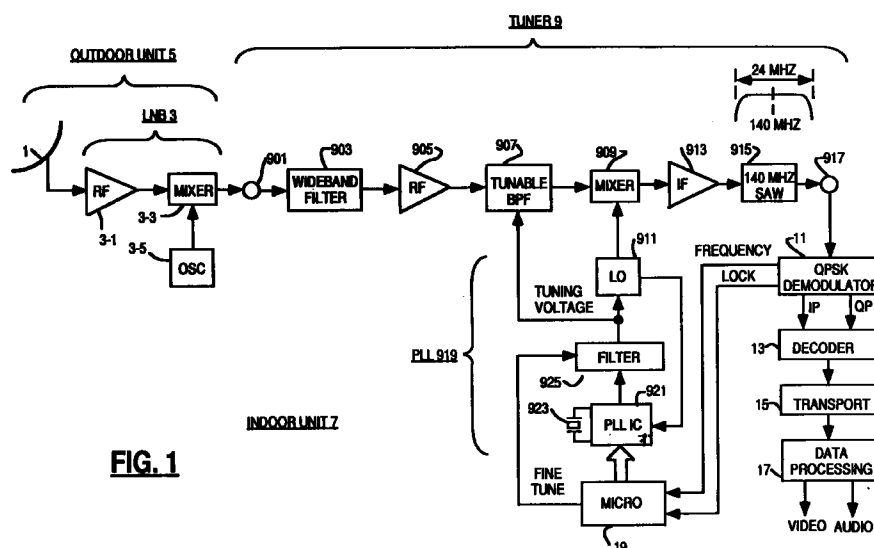 TUNER 9
OUTDOOR UNIT 5
24 MHZ
LNB 3
140 MHZ
1
901
903
905
907
909
913
915
917
RF
MIXER
WIDEBAND FILTER
RF
TUNABLE BPF
MIXER
IF
140 MHZ SAW
3-1
3-3
3-5
OSC
911
LO
FREQUENCY
LOCK
11
QPSK DEMODULATOR
TUNING VOLTAGE
IP
QP
PLL 919
FILTER
925
13
DECODER
921
923
PLL IC
15
TRANSPORT
INDOOR UNIT 7
17
DATA PROCESSING
FIG. 1
FINE TUNE
MICRO
VIDEO
AUDIO
19